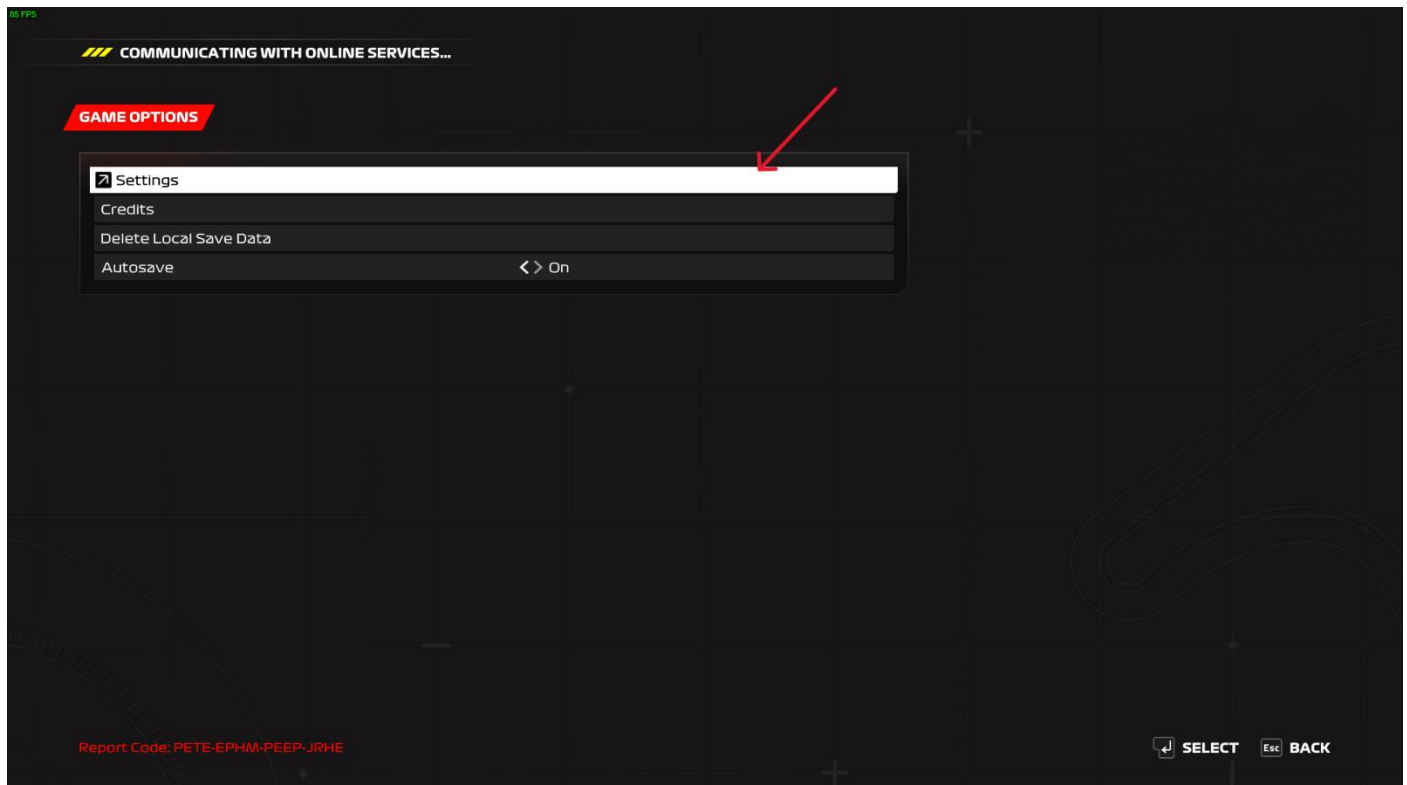 85 FPS
COMMUNICATING WITH ONLINE SERVICES...
GAME OPTIONS
Settings
Credits
Delete Local Save Data
Autosave <> On
Report Code: PETE-EPHM-PEEP-JRHE
SELECT Esc BACK